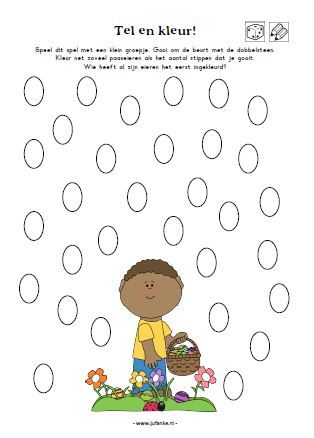 Tel en kleur!
Speel dit spel met een klein groepje. Gooi om de beurt met de dobbelsteen.
Kleur net zoveel paaseieren als het aantal stippen dat je gooit.
Wie heeft al zijn eieren het eerst ingekleurd?
- www.jufanke.nl -